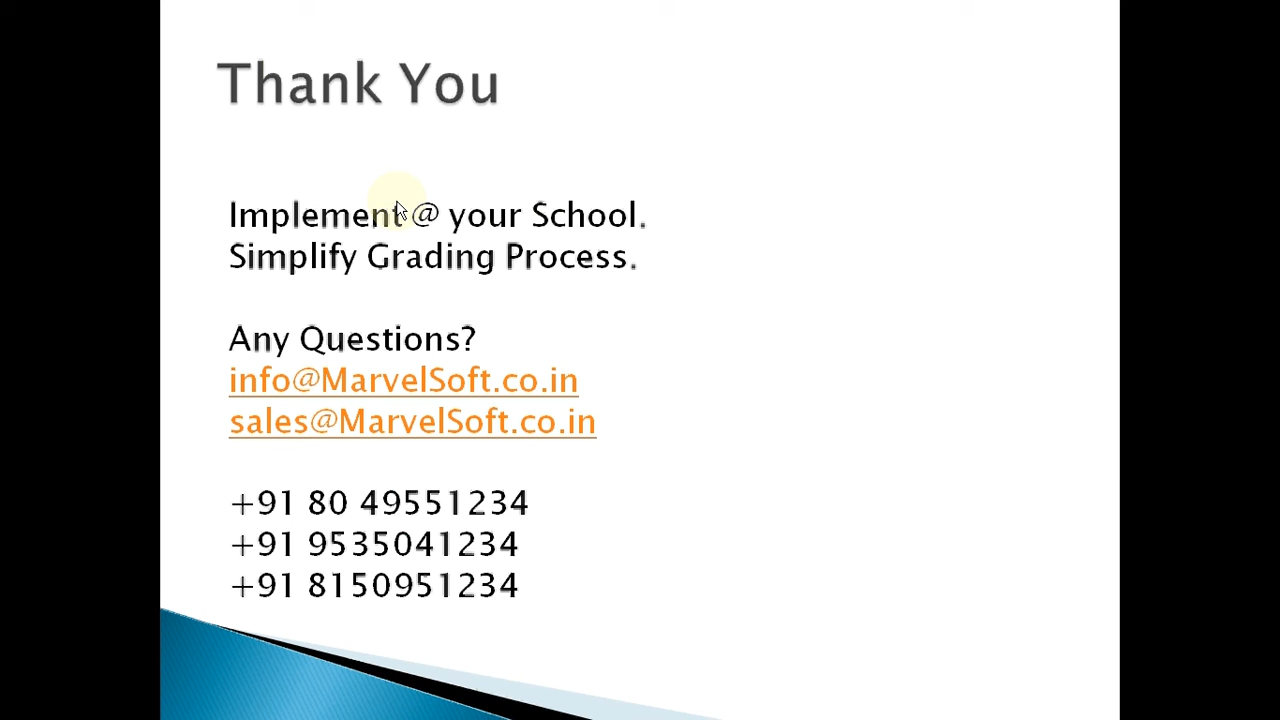 Thank You
Implement @ your School.
Simplify Grading Process.
Any Questions?
info@MarvelSoft.co.in
sales@MarvelSoft.co.in
+91 80 49551234
+91 9535041234
+91 8150951234